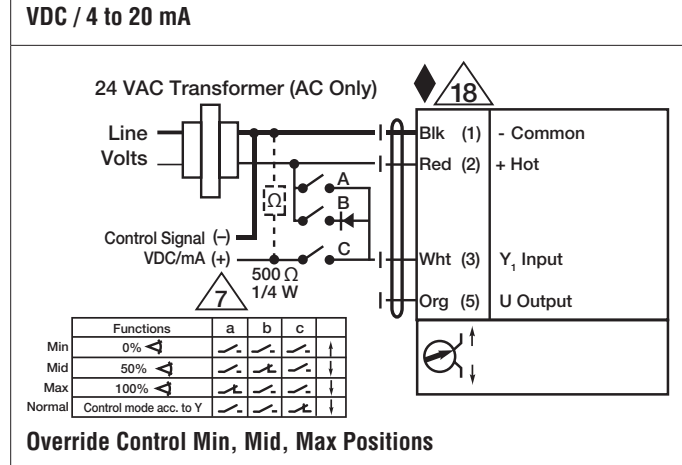 VDC / 4 to 20 mA
24 VAC Transformer (AC Only)
18
Line
Volts
Blk (1) - Common
Red (2) + Hot
A
Ω
B
Control Signal (–)
VDC/mA (+)
C
Wht (3) Y1 Input
500 Ω
1/4 W
7
Org (5) U Output
Functions a b c
Min 0%
Mid 50%
Max 100%
Normal Control mode acc. to Y
Override Control Min, Mid, Max Positions